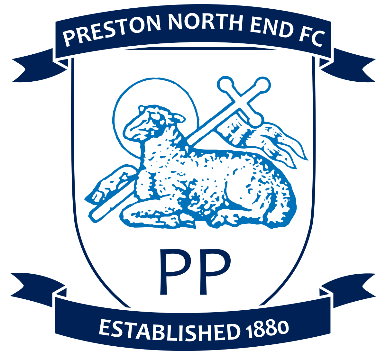 PRESTON NORTH END FC
PP
ESTABLISHED 1880